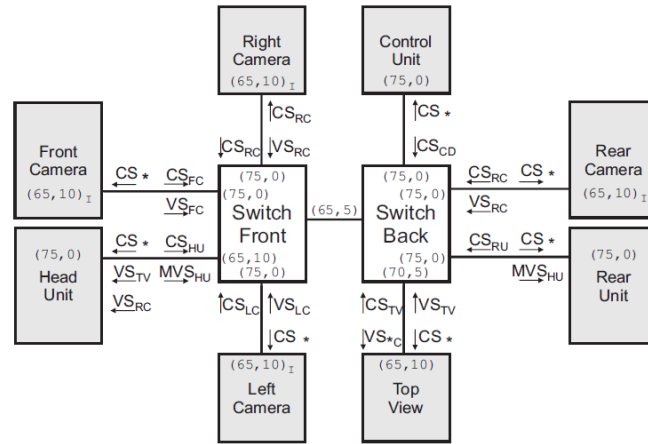 Right
Camera
(65,10)I
Control
Unit
(75,0)
CSRC
CSRC
VSRC
CS *
CSCD
Front
Camera
(65,10)I
CS *
CSFC
VSFC
Rear
Camera
(65,10)I
CSRC
CS *
VSRC
(75,0)
(75,0)
Switch
Front
(65,10)
(75,0)
(65,5)
(75,0)
(75,0)
Switch
Back
(75,0)
(70,5)
(75,0)
Head
Unit
CS *
CSHU
VSTV
MVSHU
VSRC
CSRU
CS *
MVSHU
(75,0)
Rear Unit
CSLC
VSLC
CS *
CSTV
VSTV
VS*C
CS *
(65,10)I
Left
Camera
(65,10)
Top
View